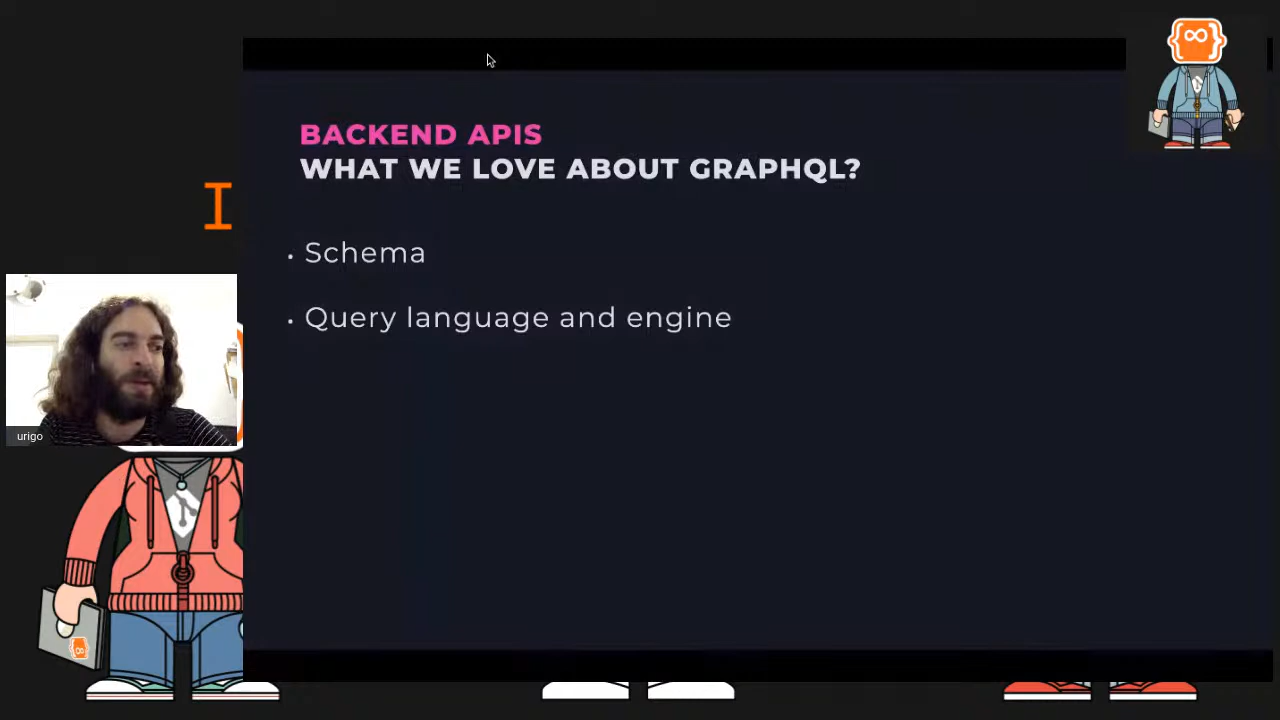 BACKEND APIS
WHAT WE LOVE ABOUT GRAPHQL?
I
• Schema
• Query language and engine
urigo